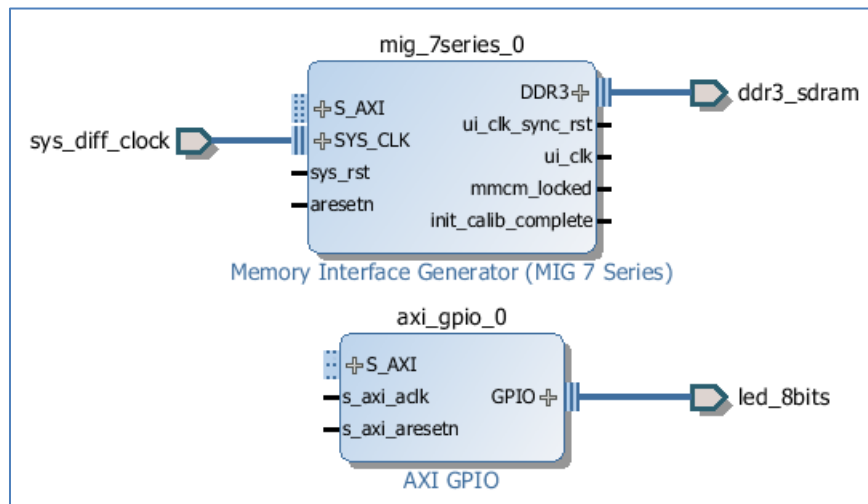 mig_7series_0
S_AXI
SYS_CLK
sys_rst
aresetn
DDR3
ui_clk_sync_rst
ui_clk
mmcm_locked
init_calib_complete
sys_diff_clock
ddr3_sdram
Memory Interface Generator (MIG 7 Series)
axi_gpio_0
S_AXI
s_axi_aclk
s_axi_aresetn
GPIO
led_8bits
AXI GPIO